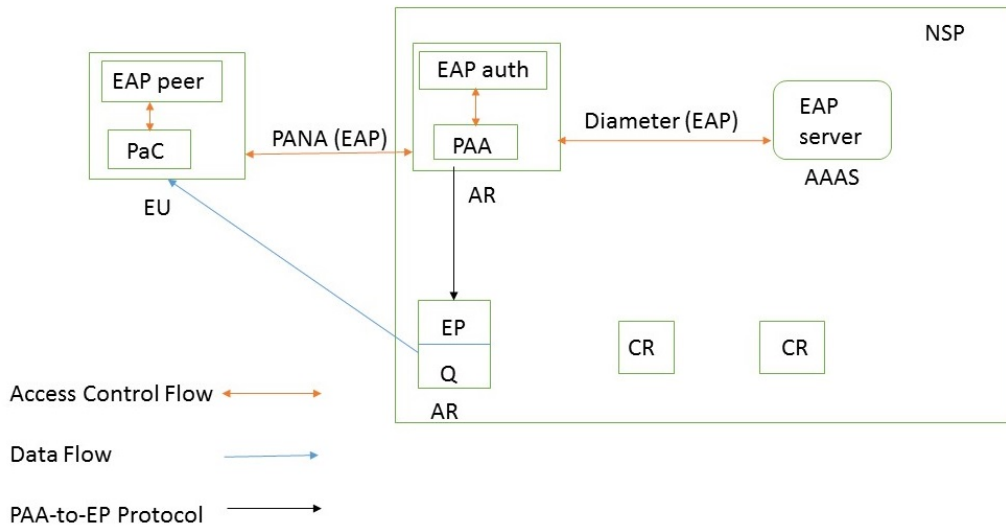 NSP
EAP peer
EAP auth
EAP
server
Diameter (EAP)
PANA (EAP)
PaC
PAA
AAAS
AR
EU
EP
CR
CR
Q
AR
Access Control Flow
Data Flow
PAA-to-EP Protocol